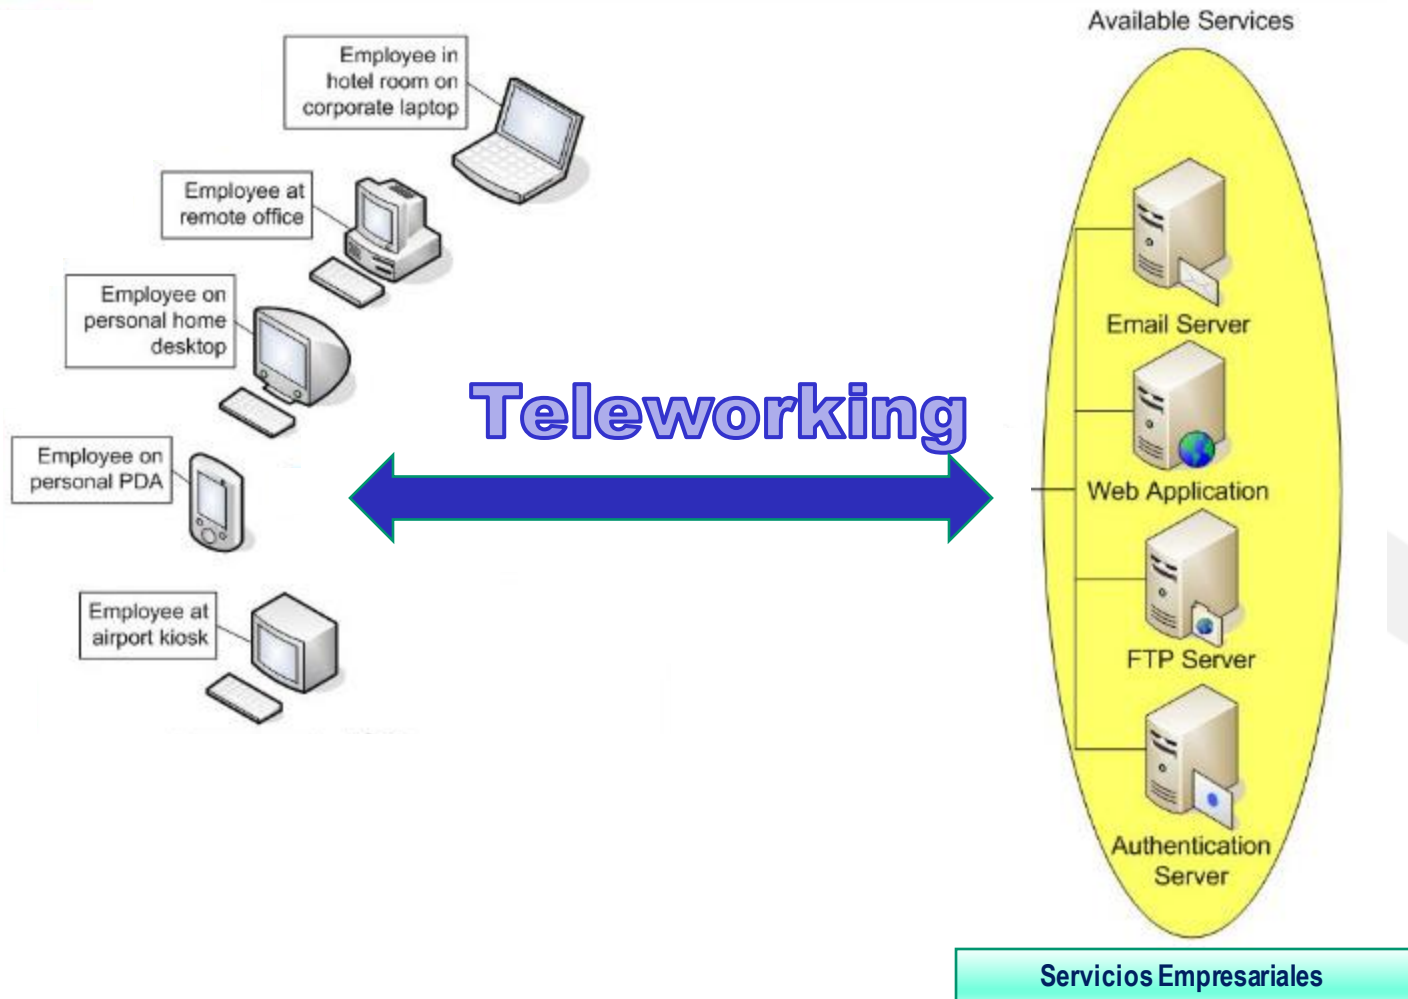 Available Services
Employee in
hotel room on
corporate laptop
Employee at
remote office
Employee on
personal home
desktop
Employee on
personal PDA
Employee at
airport kiosk
Teleworking
Email Server
Web Application
FTP Server
Authentication
Server
Servicios Empresariales